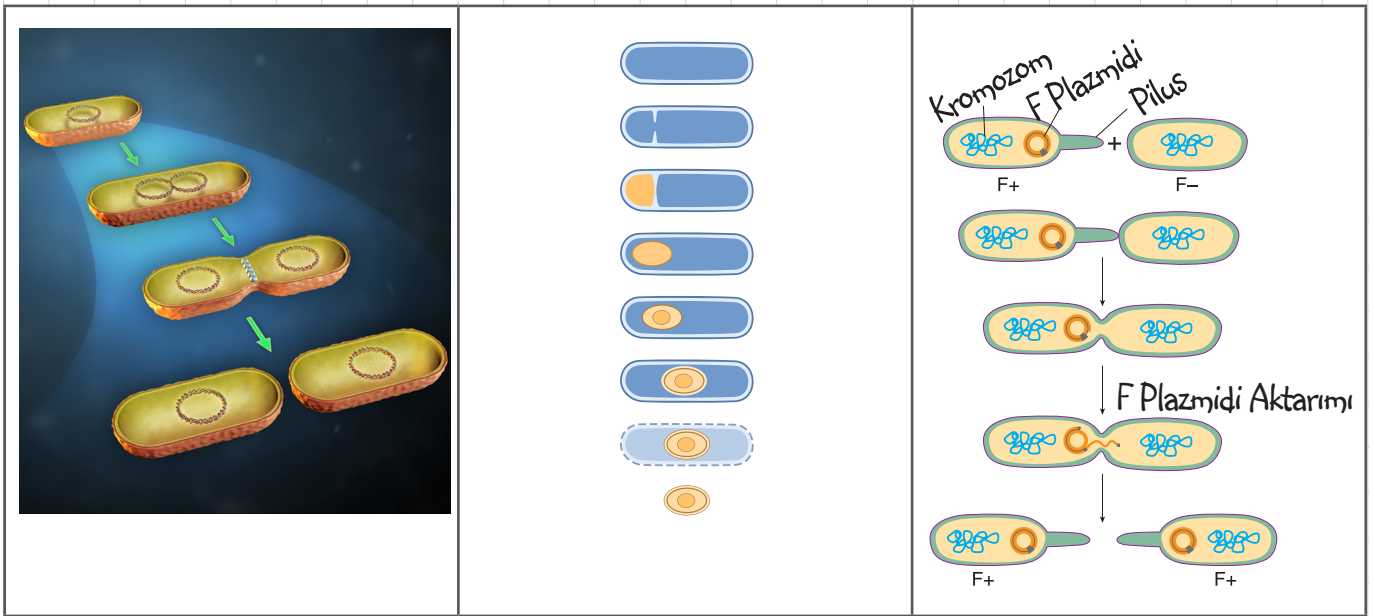 Kromozom
F Plazmidi
Pilus
+
F+
F−
F Plazmidi Aktarımı
F+
F+